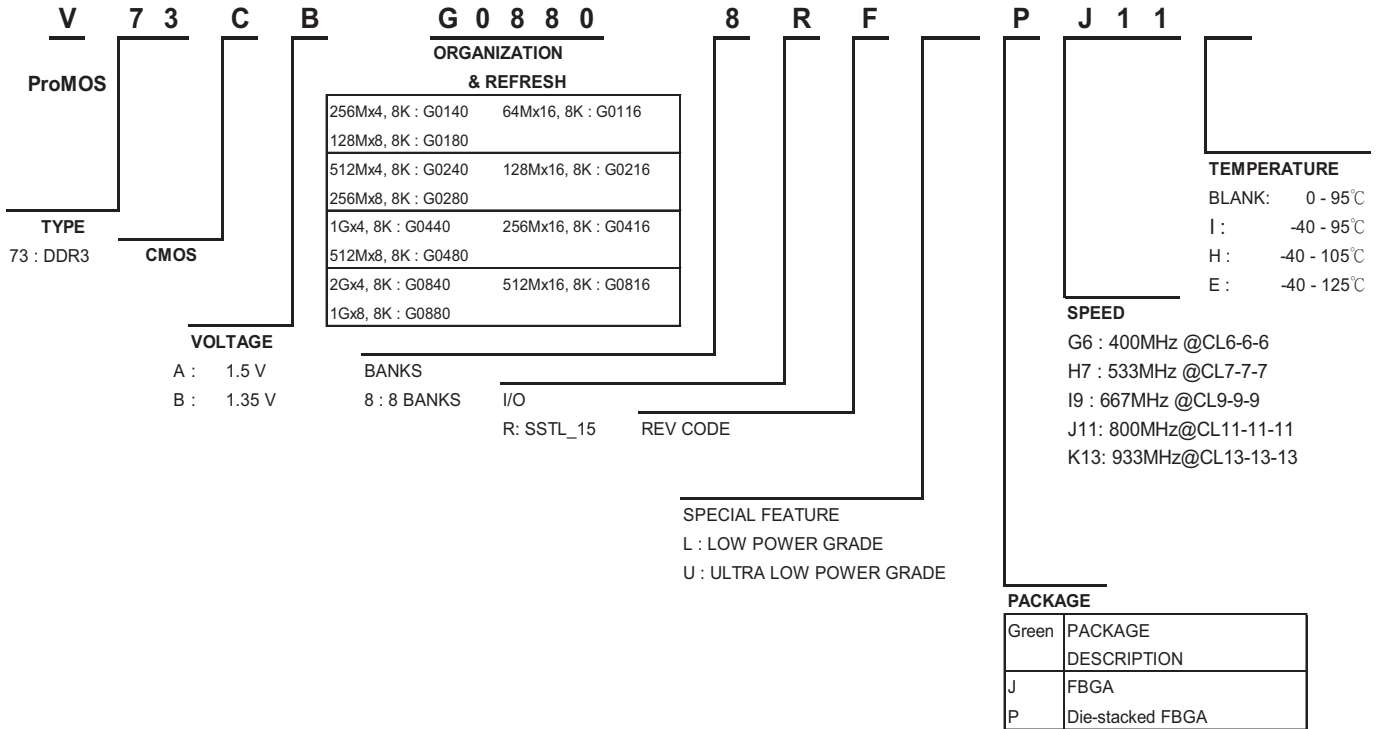 V 7 3 C B G 0 8 8 0 8 R F P J 1 1
ORGANIZATION
& REFRESH
ProMOS
256Mx4, 8K : G0140 64Mx16, 8K : G0116
128Mx8, 8K : G0180
512Mx4, 8K : G0240 128Mx16, 8K : G0216
256Mx8, 8K : G0280
1Gx4, 8K : G0440 256Mx16, 8K : G0416
512Mx8, 8K : G0480
2Gx4, 8K : G0840 512Mx16, 8K : G0816
1Gx8, 8K : G0880
TEMPERATURE
BLANK: 0 - 95℃
I : -40 - 95℃
H : -40 - 105℃
E : -40 - 125℃
TYPE
73 : DDR3
CMOS
VOLTAGE
A : 1.5 V
B : 1.35 V
BANKS
8 : 8 BANKS
I/O
R: SSTL_15
REV CODE
SPEED
G6 : 400MHz @CL6-6-6
H7 : 533MHz @CL7-7-7
I9 : 667MHz @CL9-9-9
J11: 800MHz@CL11-11-11
K13: 933MHz@CL13-13-13
SPECIAL FEATURE
L : LOW POWER GRADE
U : ULTRA LOW POWER GRADE
PACKAGE
Green PACKAGE
DESCRIPTION
J FBGA
P Die-stacked FBGA